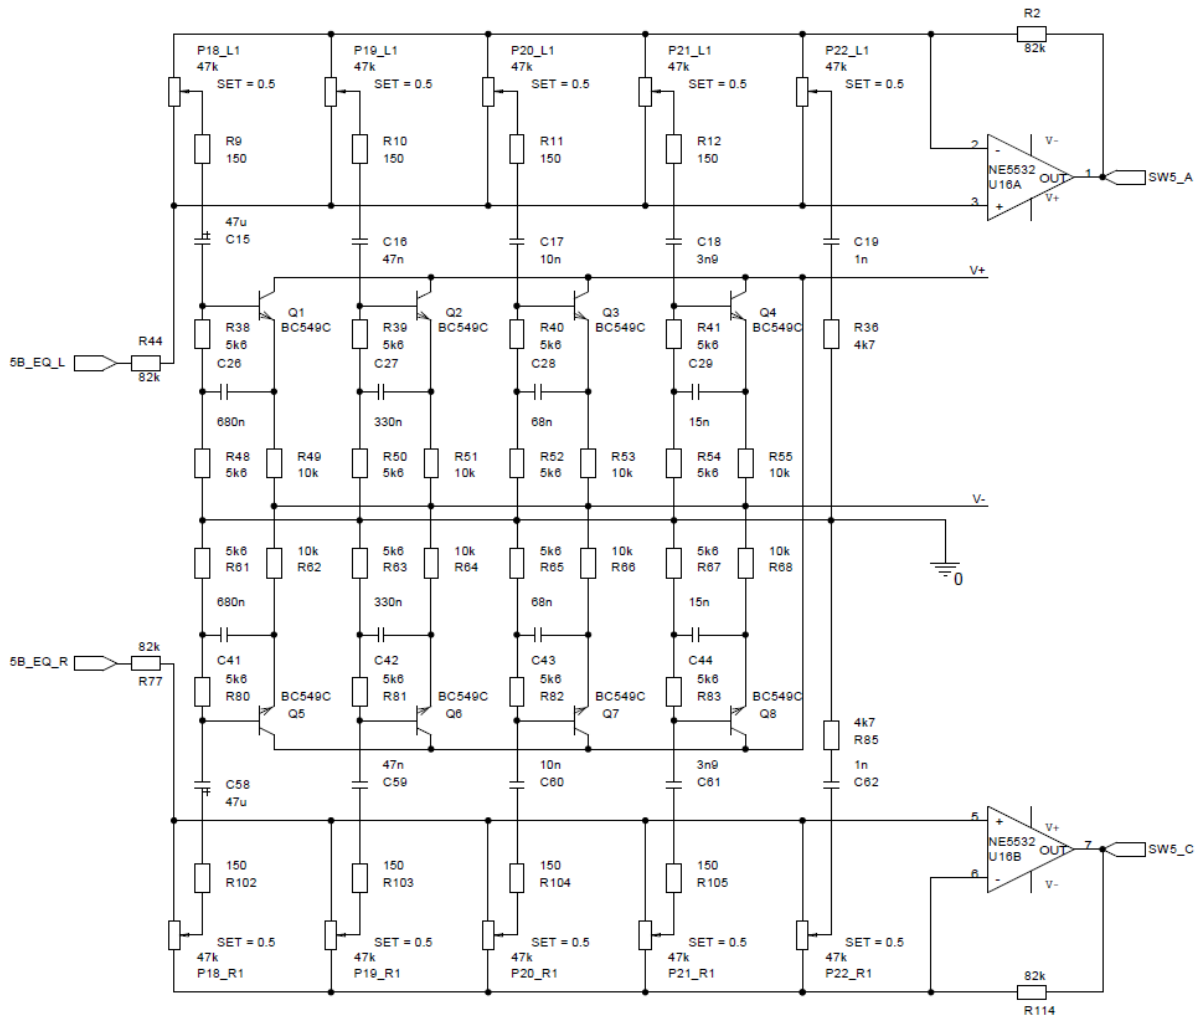 R2
82k
P18_L1
47k
SET = 0.5
P19_L1
47k
SET = 0.5
P20_L1
47k
SET = 0.5
P21_L1
47k
SET = 0.5
P22_L1
47k
SET = 0.5
R9
150
R10
150
R11
150
R12
150
2
-
V-
NE5532
U16A
OUT
1
SW5_A
3
+
V+
47u
+
C15
C16
47n
C17
10n
C18
3n9
C19
1n
V+
Q1
BC549C
Q2
BC549C
Q3
BC549C
Q4
BC549C
R38
5k6
R39
5k6
R40
5k6
R41
5k6
R36
4k7
5B_EQ_L
R44
82k
C26
680n
C27
330n
C28
68n
C29
15n
R48
5k6
R49
10k
R50
5k6
R51
10k
R52
5k6
R53
10k
R54
5k6
R55
10k
V-
0
5k6
R61
10k
R62
5k6
R63
10k
R64
5k6
R65
10k
R66
5k6
R67
10k
R68
680n
C41
330n
C42
68n
C43
15n
C44
5B_EQ_R
82k
R77
5k6
R80
5k6
R81
5k6
R82
5k6
R83
BC549C
Q5
BC549C
Q6
BC549C
Q7
BC549C
Q8
4k7
R85
C58
+
47u
47n
C59
10n
C60
3n9
C61
1n
C62
5
+
V+
NE5532
U16B
OUT
7
SW5_C
6
-
V-
150
R102
150
R103
150
R104
150
R105
SET = 0.5
47k
P18_R1
SET = 0.5
47k
P19_R1
SET = 0.5
47k
P20_R1
SET = 0.5
47k
P21_R1
SET = 0.5
47k
P22_R1
82k
R114